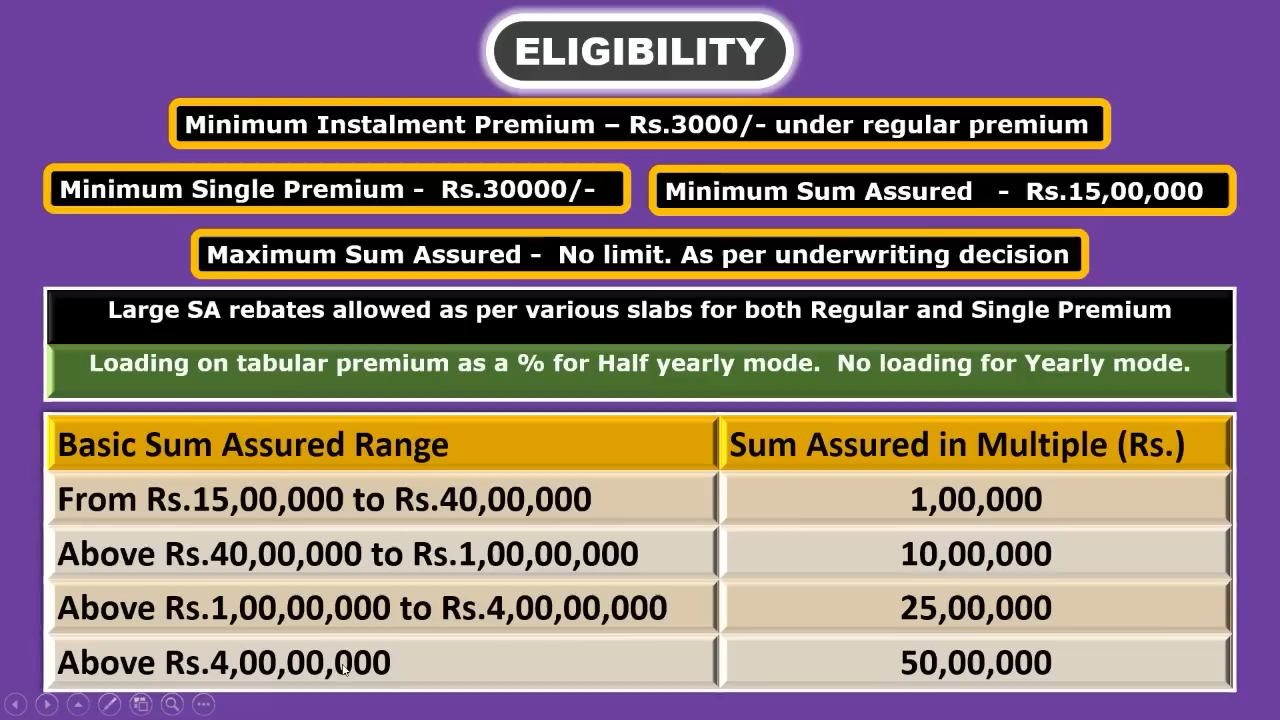 ELIGIBILITY
Minimum Instalment Premium – Rs.3000/- under regular premium
Minimum Single Premium - Rs.30000/-
Minimum Sum Assured - Rs.15,00,000
Maximum Sum Assured - No limit. As per underwriting decision
Large SA rebates allowed as per various slabs for both Regular and Single Premium
Loading on tabular premium as a % for Half yearly mode. No loading for Yearly mode.
Basic Sum Assured Range
Sum Assured in Multiple (Rs.)
From Rs.15,00,000 to Rs.40,00,000
1,00,000
Above Rs.40,00,000 to Rs.1,00,00,000
10,00,000
Above Rs.1,00,00,000 to Rs.4,00,00,000
25,00,000
Above Rs.4,00,00,000
50,00,000